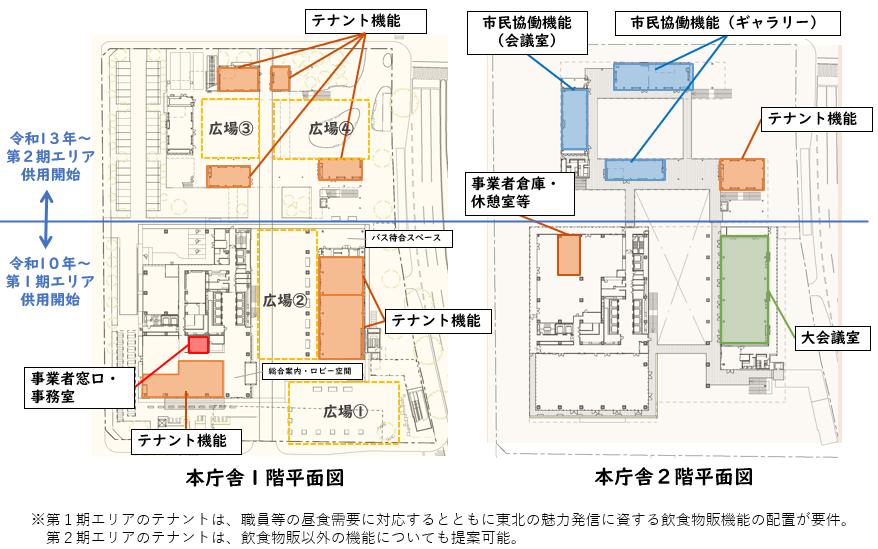 テナント機能
市民協働機能
（会議室）
市民協働機能（ギャラリー）
広場③
広場④
テナント機能
令和13年～
第２期エリア
供用開始
事業者倉庫・
休憩室等
令和10年～
第１期エリア
供用開始
バス待合スペース
広場②
テナント機能
大会議室
事業者窓口・
事務室
総合案内・ロビー空間
広場①
テナント機能
本庁舎１階平面図
本庁舎２階平面図
※第１期エリアのテナントは、職員等の昼食需要に対応するとともに東北の魅力発信に資する飲食物販機能の配置が要件。
第２期エリアのテナントは、飲食物販以外の機能についても提案可能。